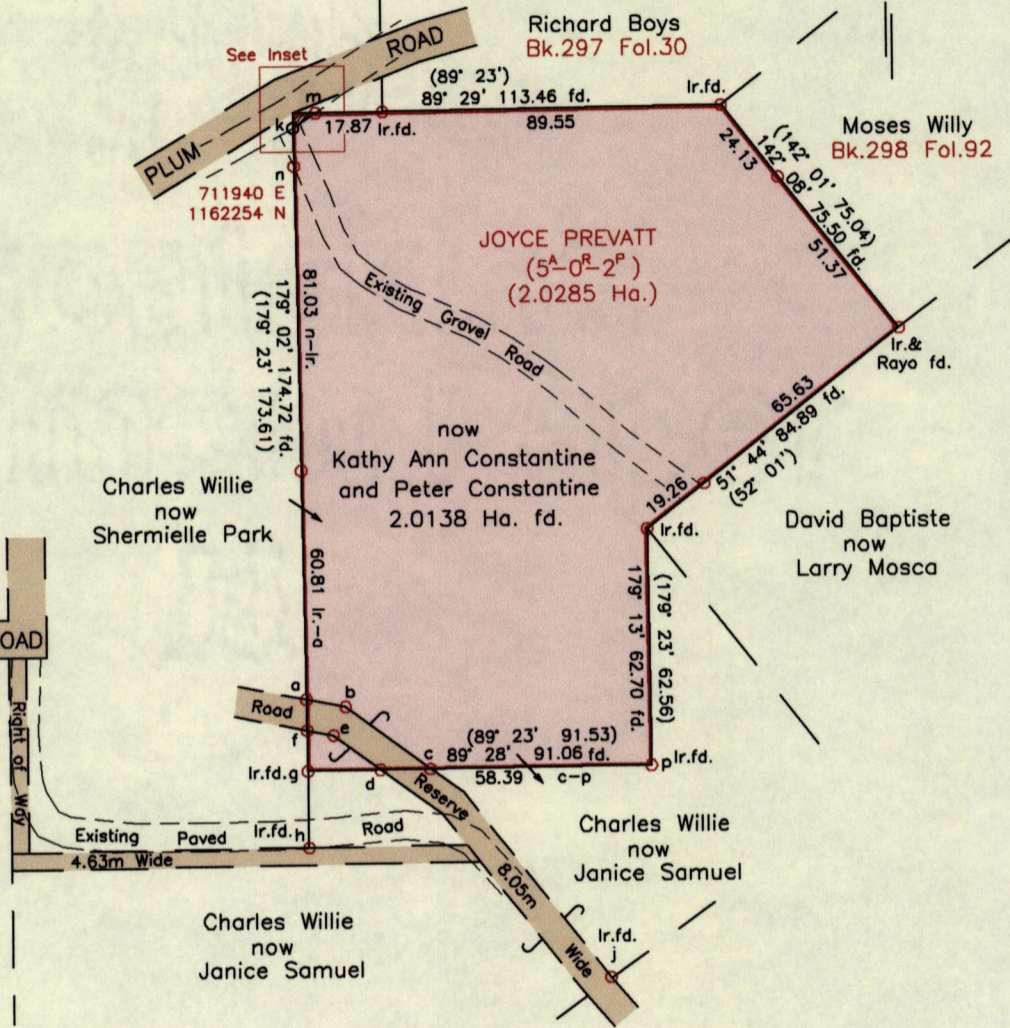 Richard Boys
Bk.297 Fol.30
See Inset
ROAD
PLUM
(89° 23')
89° 29' 113.46 fd.
m
k
17.87
Ir.fd.
89.55
Ir.fd.
Moses Willy
Bk.298 Fol.92
24.13
(142° 01' 75.04)
142° 08' 75.50 fd.
51.37
n
711940 E
1162254 N
JOYCE PREVATT
(5A-0R-2P)
(2.0285 Ha.)
Existing Gravel Road
81.03 n-Ir.
179° 02' 174.72 fd.
(179° 23' 173.61)
Ir.&
Rayo fd.
65.63
51° 44' 84.89 fd.
(52° 01')
19.26
now
Kathy Ann Constantine
and Peter Constantine
2.0138 Ha. fd.
Charles Willie
now
Shermielle Park
Ir.fd.
David Baptiste
now
Larry Mosca
60.81 Ir.-a
179° 13' 62.70 fd.
(179° 23' 62.56)
OAD
Right of Way
a
b
Road
f
e
(89° 23' 91.53)
89° 28' 91.06 fd.
c
58.39 c-p
p
Ir.fd.
Ir.fd.
g
d
Reserve
Existing Paved Road
Ir.fd.
h
4.63m Wide
8.05m Wide
Charles Willie
now
Janice Samuel
Charles Willie
now
Janice Samuel
Ir.fd.
j